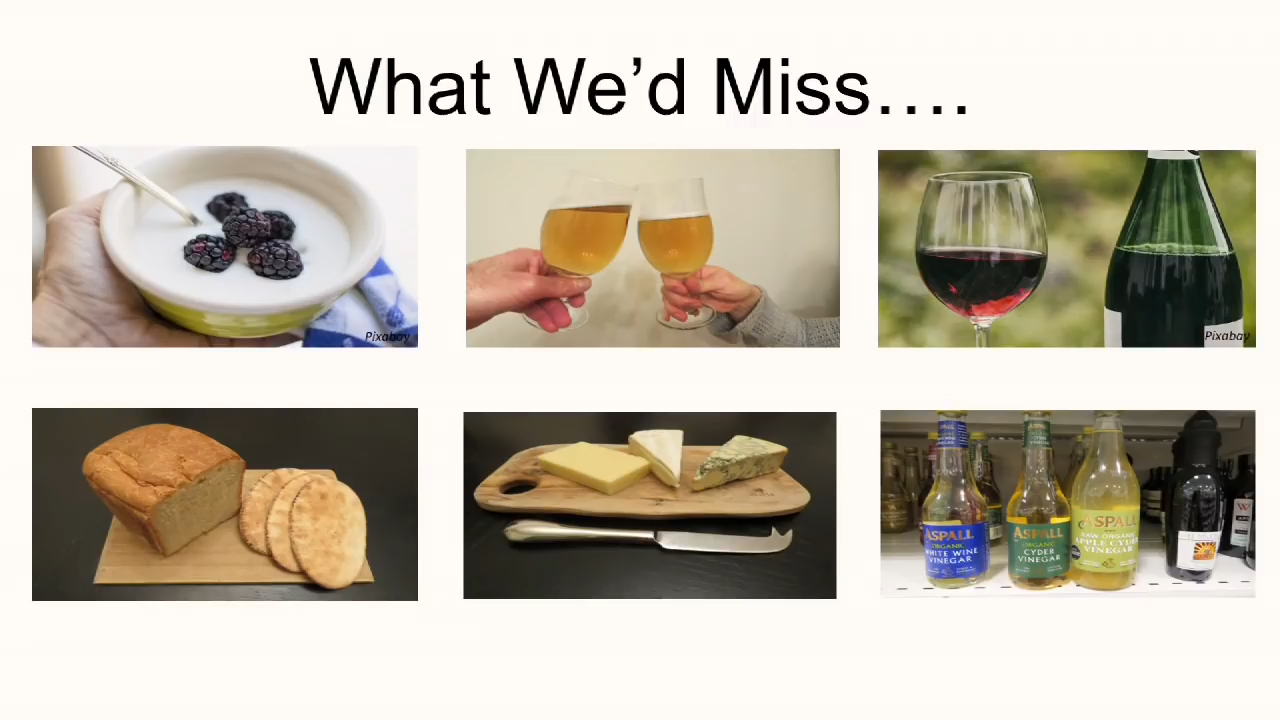 What We’d Miss….
Pixabay
Pixabay
ASPALL
ORGANIC
WHITE WINE
VINEGAR
ASPALL
ORGANIC
CYDER
VINEGAR
ASPALL
RAW ORGANIC
APPLE CYDER
VINEGAR